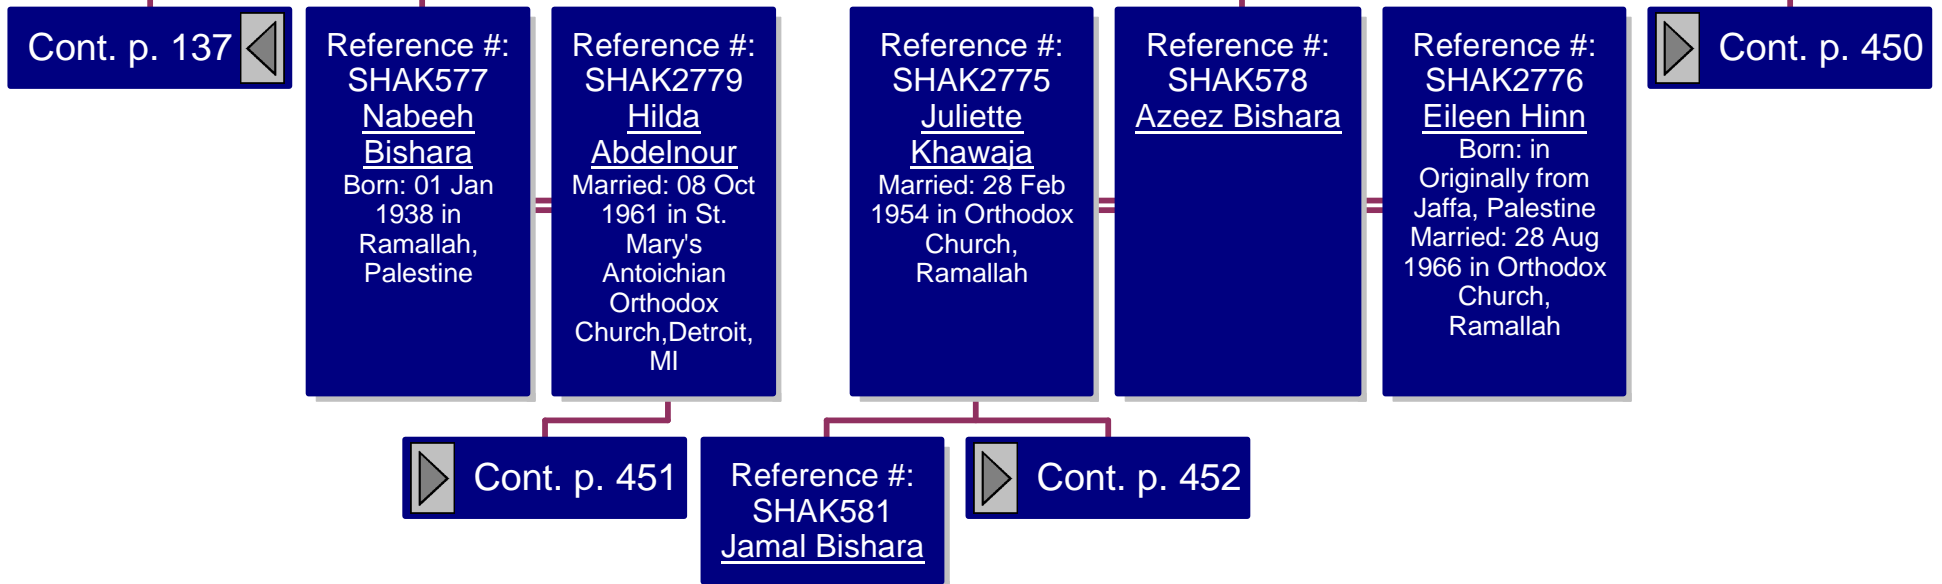 Cont. p. 137
Reference #:
SHAK577
Nabeeh
Bishara
Born: 01 Jan
1938 in
Ramallah,
Palestine
Reference #:
SHAK2779
Hilda
Abdelnour
Married: 08 Oct
1961 in St.
Mary's
Antoichian
Orthodox
Church,Detroit,
MI
Reference #:
SHAK2775
Juliette
Khawaja
Married: 28 Feb
1954 in Orthodox
Church,
Ramallah
Reference #:
SHAK578
Azeez Bishara
Reference #:
SHAK2776
Eileen Hinn
Born: in
Originally from
Jaffa, Palestine
Married: 28 Aug
1966 in Orthodox
Church,
Ramallah
Cont. p. 450
Cont. p. 451
Reference #:
SHAK581
Jamal Bishara
Cont. p. 452